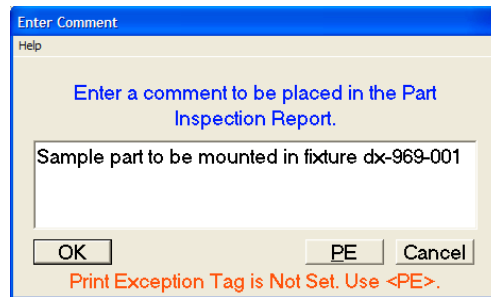 Enter Comment
Help
Enter a comment to be placed in the Part
Inspection Report.
Sample part to be mounted in fixture dx-969-001
OK PE Cancel
Print Exception Tag is Not Set. Use <PE>.